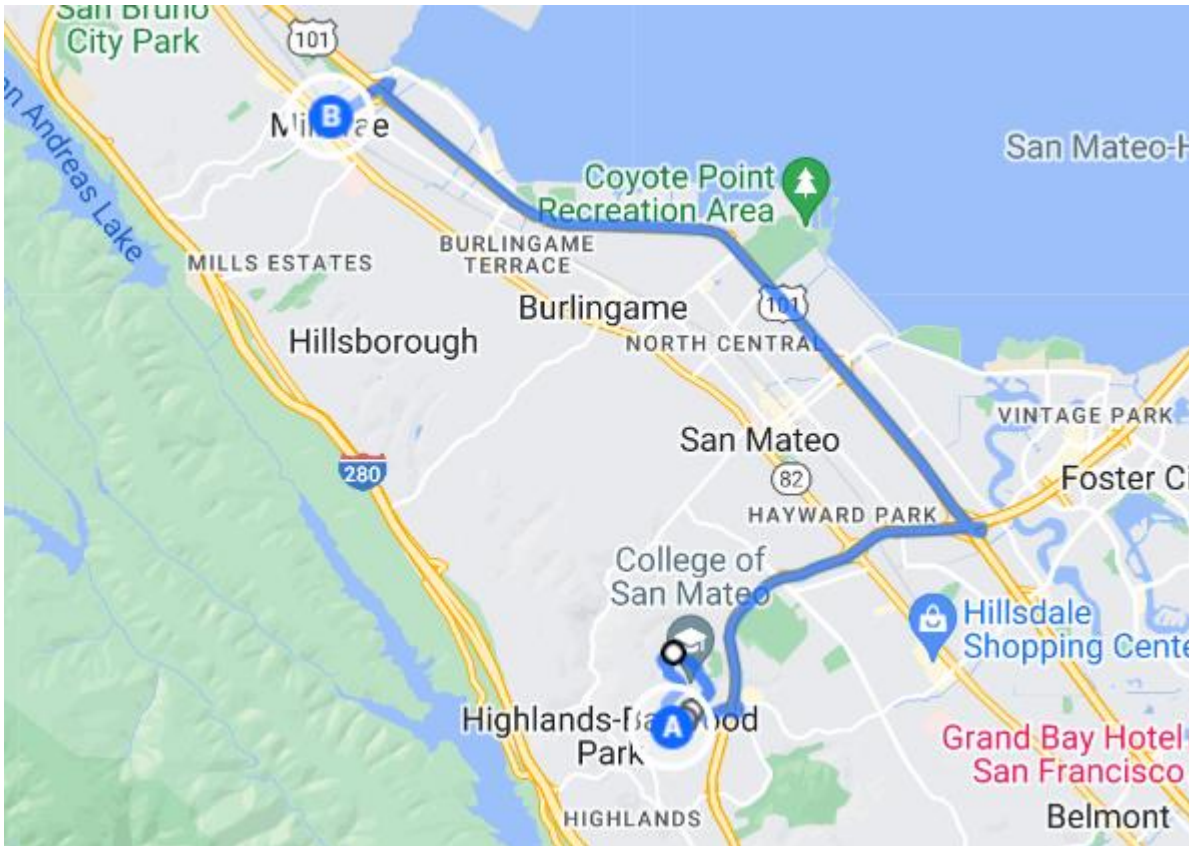 San Bruno
City Park
101
B
San Andreas Lake
San Mateo-H
Coyote Point
Recreation Area
BURLINGAME
TERRACE
MILLS ESTATES
Burlingame
101
Hillsborough
NORTH CENTRAL
VINTAGE PARK
San Mateo
280
82
Foster Ci
HAYWARD PARK
College of
San Mateo
Hillsdale
Shopping Cente
Highlands-Ba ood
A
Park
Grand Bay Hotel
San Francisco
HIGHLANDS
Belmont